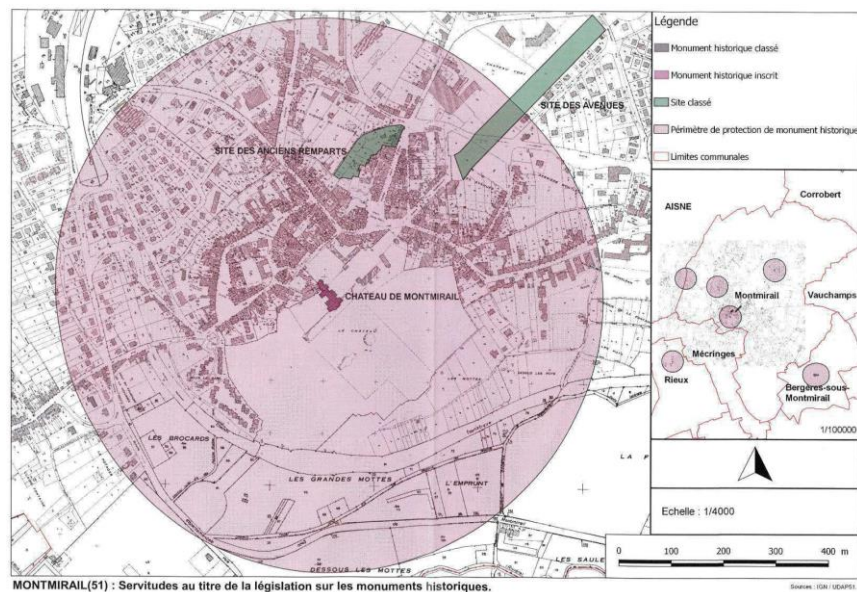 Légende
Monument historique classé
Monument historique inscrit
Site classé
Périmètre de protection de monument historique
Limites communales
SITE DES AVENUES
SITE DES ANCIENS REMPARTS
CHATEAU DE MONTMIRAIL
LES MOTTES
LES BROCARDS
LES GRANDES MOTTES
L'EMPRUNT
DESSOUS LES MOTTES
LES SAULE
LA F
AISNE
Corrobert
Vauchamps
Montmirail
Mécringes
Rieux
Bergères-sous-
Montmirail
1/100000
Echelle : 1/4000
0 100 200 300 400 m
MONTMIRAIL(51) : Servitudes au titre de la législation sur les monuments historiques.
Sources : IGN / UDAP51